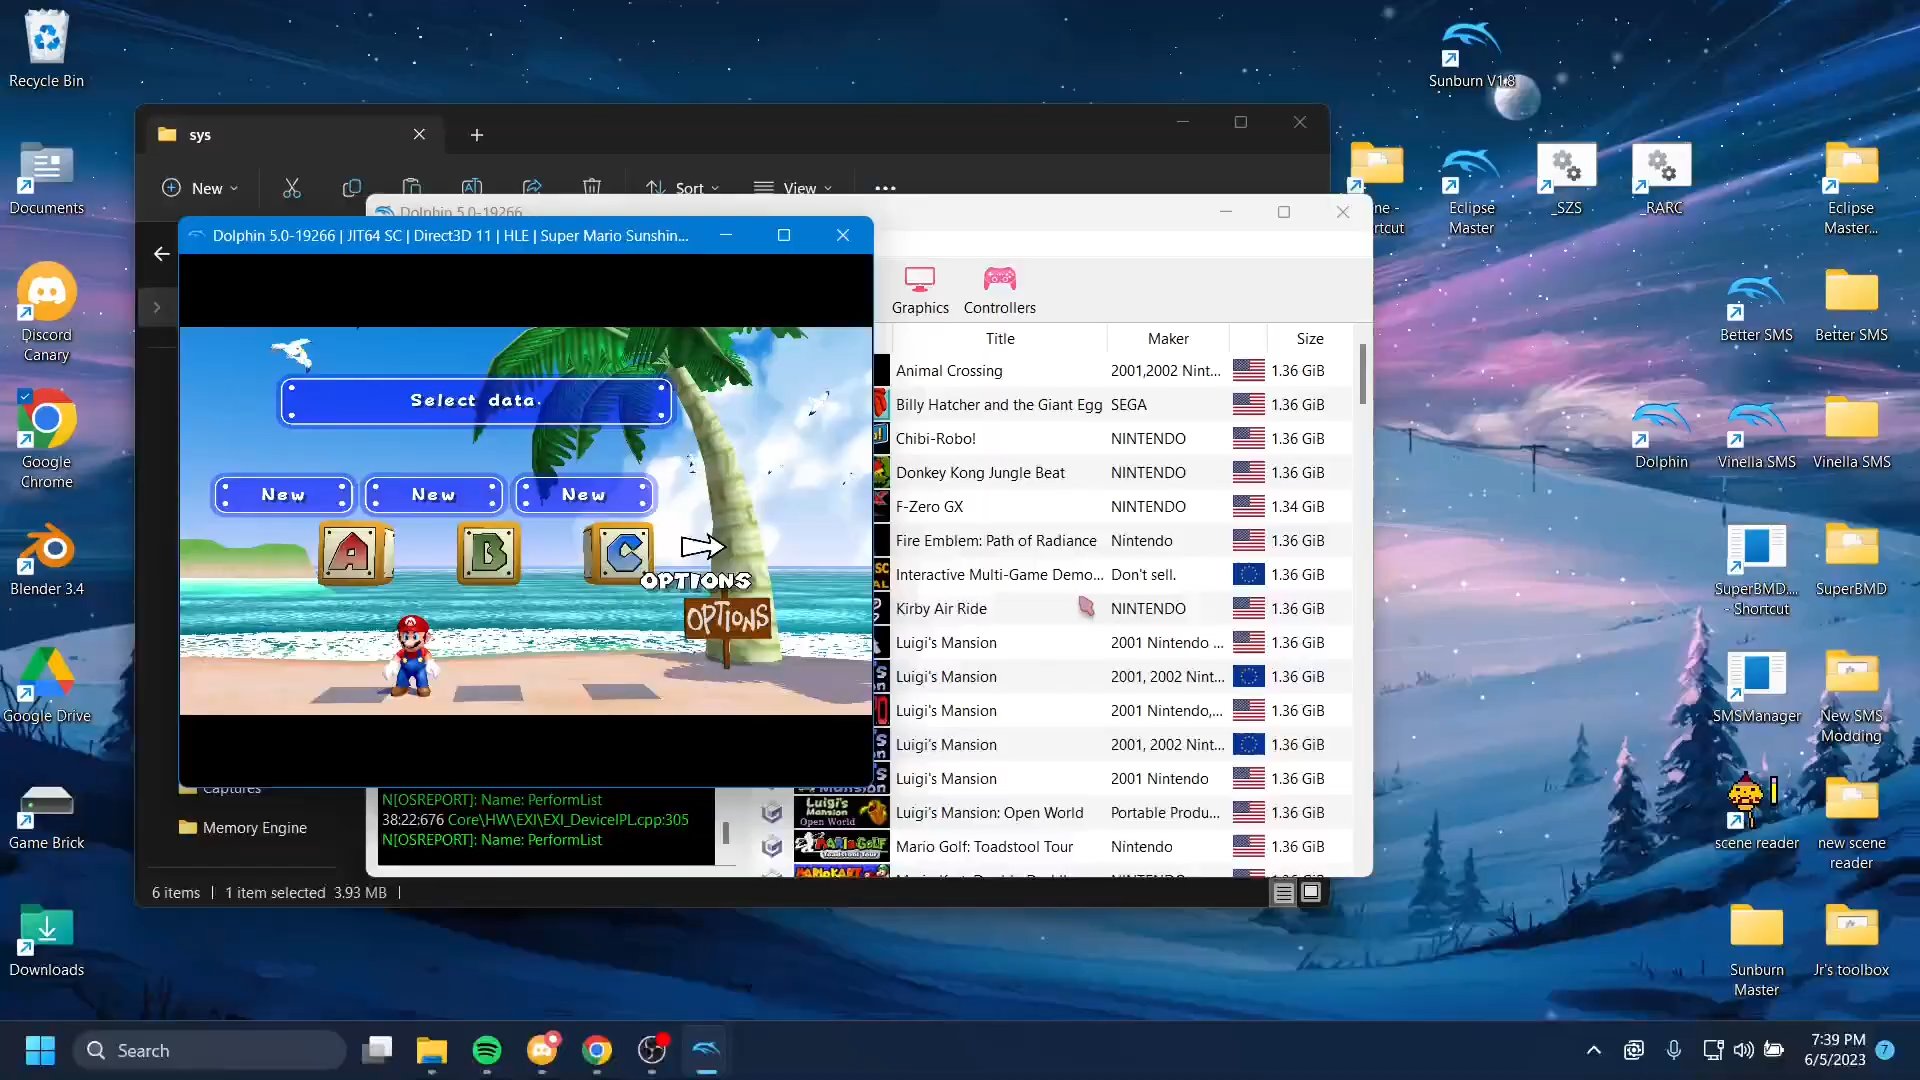 Recycle Bin
Documents
Discord
Canary
Google
Chrome
Blender 3.4
Google Drive
Game Brick
Downloads
sys
New
Sort
View
Dolphin 5.0-19266
Dolphin 5.0-19266 | JIT64 SC | Direct3D 11 | HLE | Super Mario Sunshin...
Select data.
New
New
New
A
B
C
OPTIONS
OPTIONS
Graphics
Controllers
Title
Maker
Size
Animal Crossing
2001,2002 Nint...
1.36 GiB
Billy Hatcher and the Giant Egg
SEGA
1.36 GiB
Chibi-Robo!
NINTENDO
1.36 GiB
Donkey Kong Jungle Beat
NINTENDO
1.36 GiB
F-Zero GX
NINTENDO
1.34 GiB
Fire Emblem: Path of Radiance
Nintendo
1.36 GiB
Interactive Multi-Game Demo...
Don't sell.
1.36 GiB
Kirby Air Ride
NINTENDO
1.36 GiB
Luigi's Mansion
2001 Nintendo ...
1.36 GiB
Luigi's Mansion
2001, 2002 Nint...
1.36 GiB
Luigi's Mansion
2001 Nintendo,...
1.36 GiB
Luigi's Mansion
2001, 2002 Nint...
1.36 GiB
Luigi's Mansion
2001 Nintendo
1.36 GiB
Luigi's Mansion: Open World
Portable Produ...
1.36 GiB
Mario Golf: Toadstool Tour
Nintendo
1.36 GiB
Luigi's
Mansion
Open World
MARIO GOLF
Toadstool Tour
Captures
Memory Engine
N[OSREPORT]: Name: PerformList
38:22:676 Core\HW\EXI\EXI_DeviceIPL.cpp:305
N[OSREPORT]: Name: PerformList
6 items
1 item selected 3.93 MB
Sunburn V1.8
Eclipse
Master
_SZS
_RARC
Eclipse
Master...
Better SMS
Better SMS
Dolphin
Vinella SMS
Vinella SMS
SuperBMD...
- Shortcut
SuperBMD
SMSManager
New SMS
Modding
scene reader
new scene
reader
Sunburn
Master
Jr's toolbox
Search
7:39 PM
6/5/2023
7